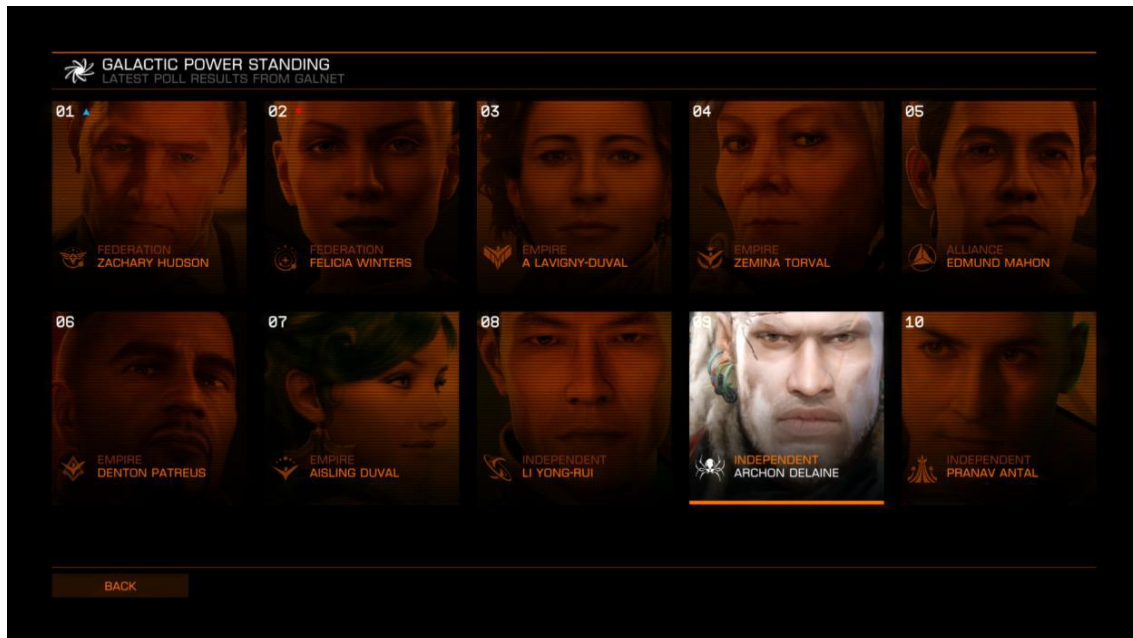 GALACTIC POWER STANDING
LATEST POLL RESULTS FROM GALNET
01
FEDERATION
ZACHARY HUDSON
02
FEDERATION
FELICIA WINTERS
03
EMPIRE
A LAVIGNY-DUVAL
04
EMPIRE
ZEMINA TORVAL
05
ALLIANCE
EDMUND MAHON
06
EMPIRE
DENTON PATREUS
07
EMPIRE
AISLING DUVAL
08
INDEPENDENT
LI YONG-RUI
09
INDEPENDENT
ARCHON DELAINE
10
INDEPENDENT
PRANAV ANTAL
BACK